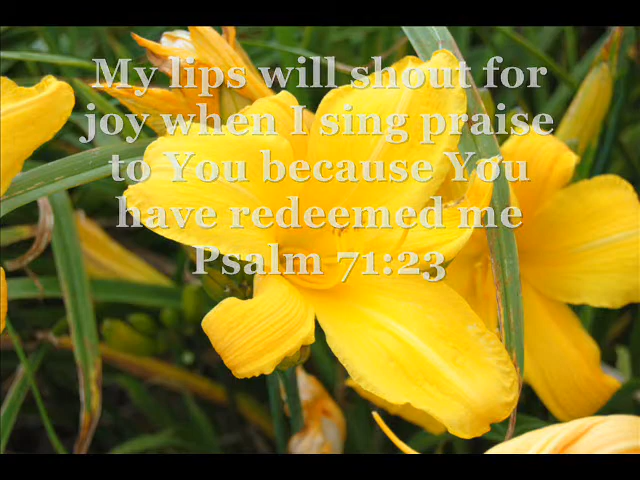 My lips will shout for
joy when I sing praise
to You because You
have redeemed me
Psalm 71:23